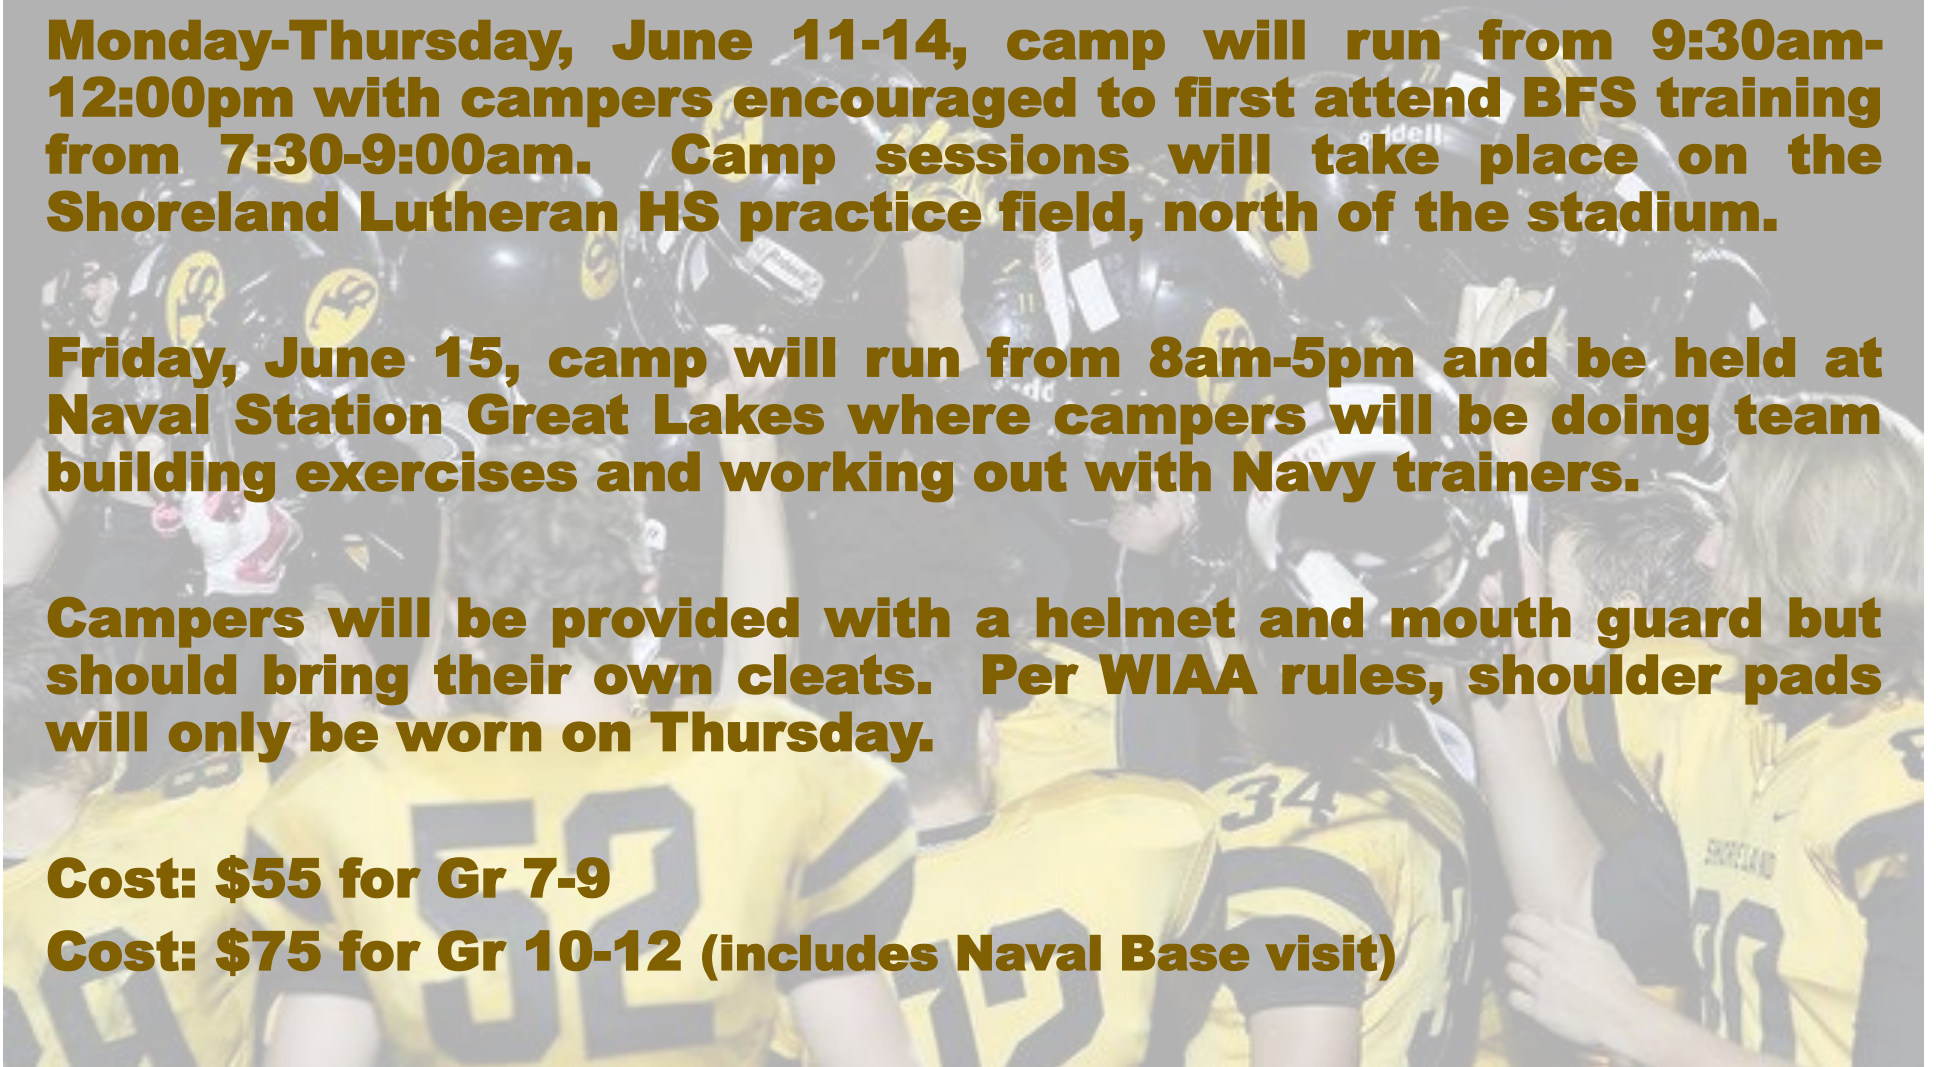 Monday-Thursday, June 11-14, camp will run from 9:30am-
12:00pm with campers encouraged to first attend BFS training
from 7:30-9:00am. Camp sessions will take place on the
Shoreland Lutheran HS practice field, north of the stadium.
Friday, June 15, camp will run from 8am-5pm and be held at
Naval Station Great Lakes where campers will be doing team
building exercises and working out with Navy trainers.
Campers will be provided with a helmet and mouth guard but
should bring their own cleats. Per WIAA rules, shoulder pads
will only be worn on Thursday.
Cost: $55 for Gr 7-9
Cost: $75 for Gr 10-12 (includes Naval Base visit)
52
34
SHORELAND